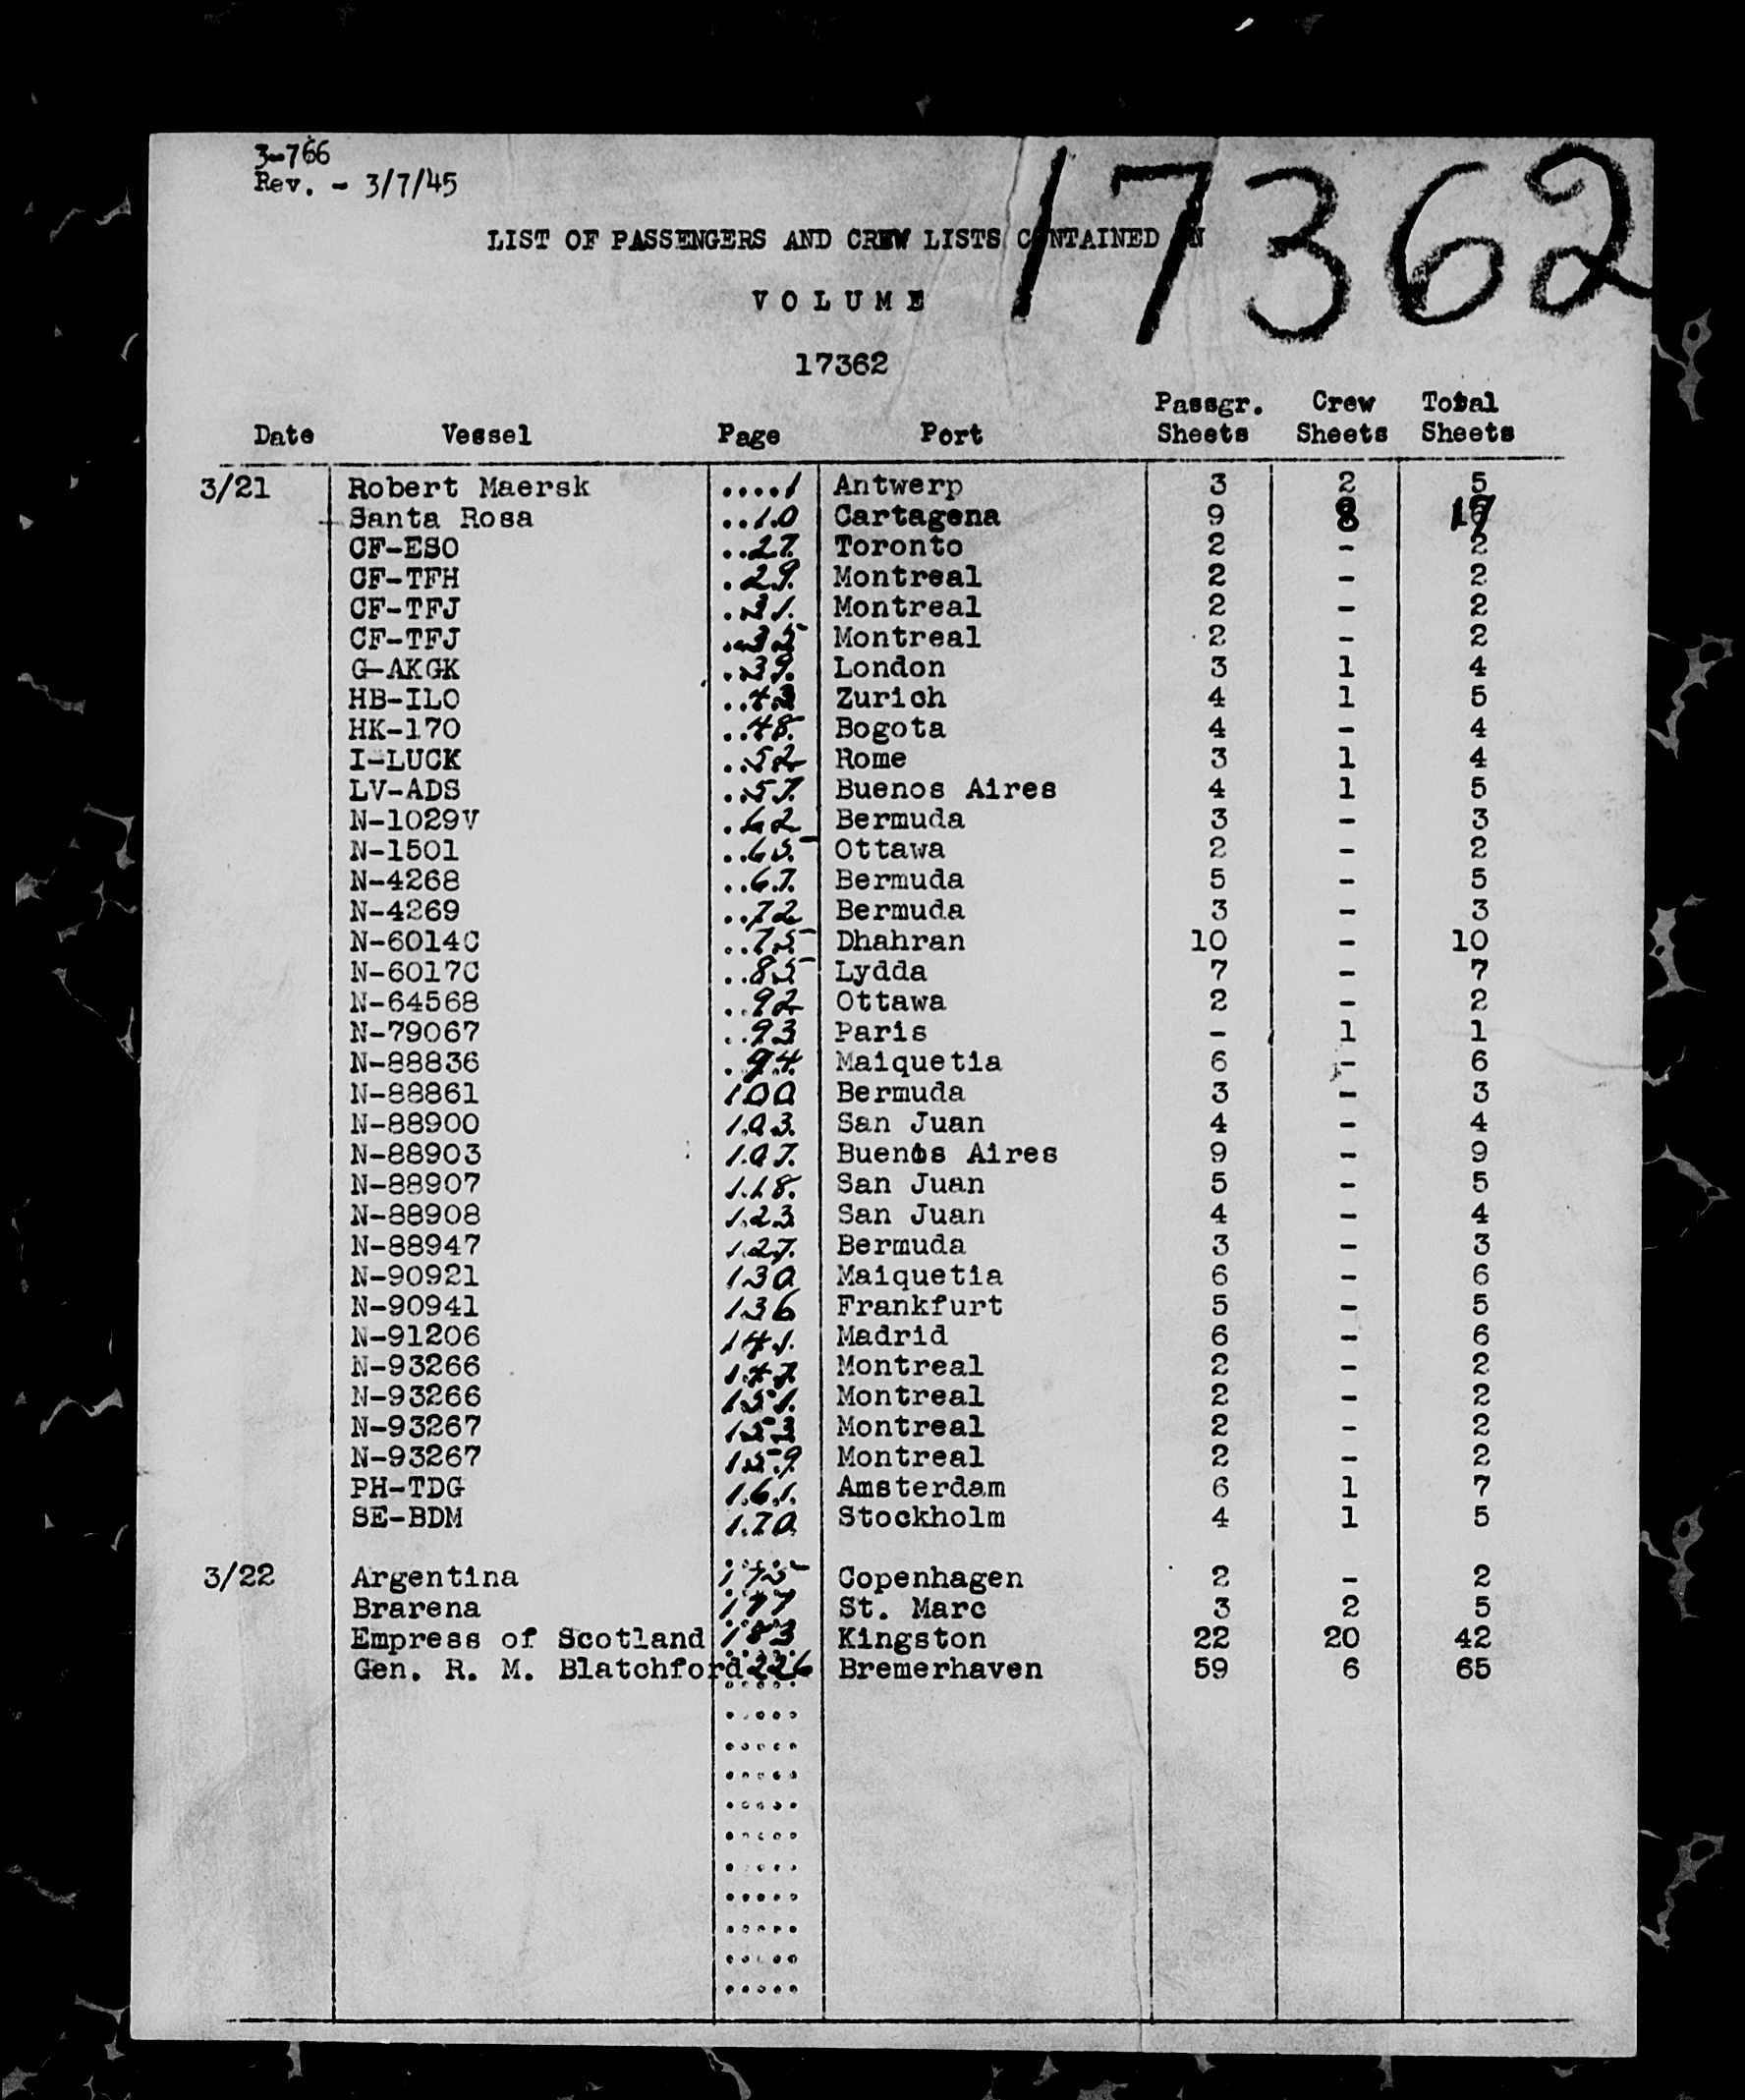 3-766
Rev. - 3/7/45
17362
LIST OF PASSENGERS AND CREW LISTS CONTAINED IN
VOLUME
17362
Date Vessel Page Port Passgr. Sheets Crew Sheets Total Sheets
3/21 Robert Maersk 1 Antwerp 3 2 5
Santa Rosa 10 Cartagena 9 8 17
CF-ESO 27 Toronto 2 - 2
CF-TFH 29 Montreal 2 - 2
CF-TFJ 31 Montreal 2 - 2
CF-TFJ 35 Montreal 2 - 2
G-AKGK 39 London 3 1 4
HB-ILO 43 Zurich 4 1 5
HK-170 48 Bogota 4 - 4
I-LUCK 52 Rome 3 1 4
LV-ADS 57 Buenos Aires 4 1 5
N-1029V 62 Bermuda 3 - 3
N-1501 65 Ottawa 2 - 2
N-4268 67 Bermuda 5 - 5
N-4269 72 Bermuda 3 - 3
N-6014C 75 Dhahran 10 - 10
N-6017C 85 Lydda 7 - 7
N-64568 92 Ottawa 2 - 2
N-79067 93 Paris - 1 1
N-88836 94 Maiquetia 6 - 6
N-88861 100 Bermuda 3 - 3
N-88900 103 San Juan 4 - 4
N-88903 107 Buenos Aires 9 - 9
N-88907 118 San Juan 5 - 5
N-88908 123 San Juan 4 - 4
N-88947 127 Bermuda 3 - 3
N-90921 130 Maiquetia 6 - 6
N-90941 136 Frankfurt 5 - 5
N-91206 141 Madrid 6 - 6
N-93266 147 Montreal 2 - 2
N-93266 151 Montreal 2 - 2
N-93267 153 Montreal 2 - 2
N-93267 159 Montreal 2 - 2
PH-TDG 161 Amsterdam 6 1 7
SE-BDM 170 Stockholm 4 1 5
3/22 Argentina 175 Copenhagen 2 - 2
Brarena 177 St. Marc 3 2 5
Empress of Scotland 183 Kingston 22 20 42
Gen. R. M. Blatchford 226 Bremerhaven 59 6 65